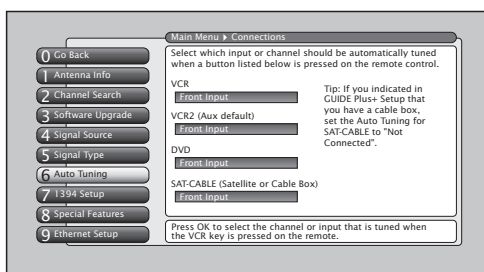 Main Menu ▸ Connections
0 Go Back
1 Antenna Info
2 Channel Search
3 Software Upgrade
4 Signal Source
5 Signal Type
6 Auto Tuning
7 1394 Setup
8 Special Features
9 Ethernet Setup
Select which input or channel should be automatically tuned
when a button listed below is pressed on the remote control.
VCR
Front Input
VCR2 (Aux default)
Front Input
DVD
Front Input
SAT-CABLE (Satellite or Cable Box)
Front Input
Tip: If you indicated in
GUIDE Plus+ Setup that
you have a cable box,
set the Auto Tuning for
SAT-CABLE to "Not
Connected".
Press OK to select the channel or input that is tuned when
the VCR key is pressed on the remote.